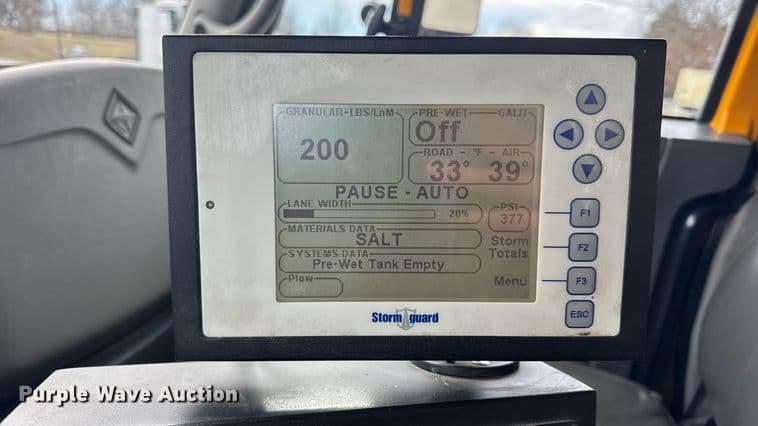 GRANULAR-LBS/LnM
200
PRE-WET GAL/T
Off
ROAD - °F - AIR
33° 39°
PAUSE - AUTO
LANE WIDTH
20%
PSI
377
F1
MATERIALS DATA
SALT
Storm
Totals
F2
SYSTEMS DATA
Pre-Wet Tank Empty
Menu
F3
Plow
ESC
Storm guard
Purple Wave Auction